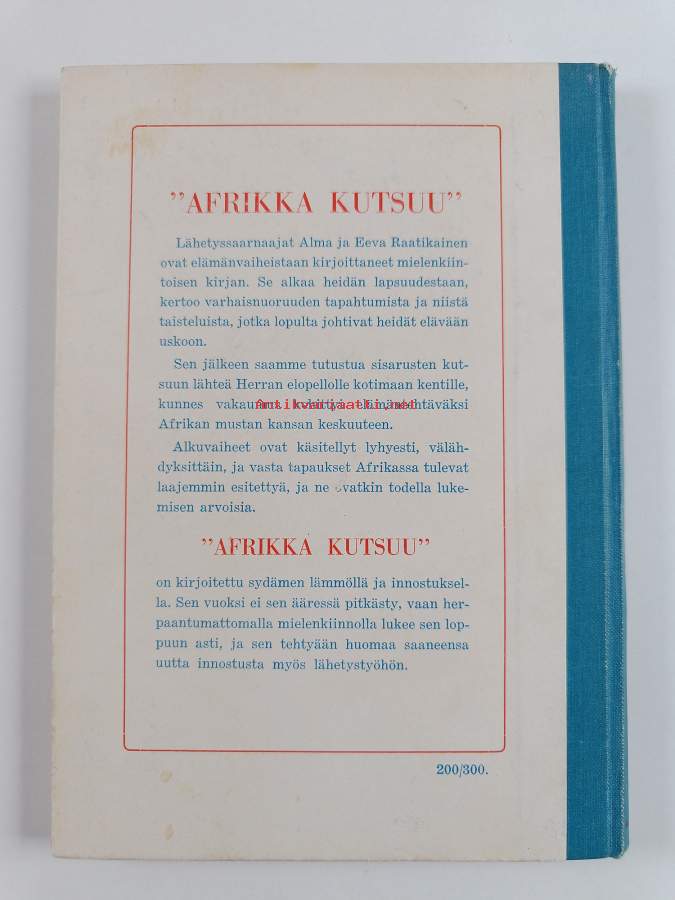 "AFRIKKA KUTSUU"
Lähetyssaarnaajat Alma ja Eeva Raatikainen
ovat elämänvaiheistaan kirjoittaneet mielenkiin-
toisen kirjan. Se alkaa heidän lapsuudestaan,
kertoo varhaisnuoruuden tapahtumista ja niistä
taisteluista, jotka lopulta johtivat heidät elävään
uskoon.
Sen jälkeen saamme tutustua sisarusten kut-
suun lähteä Herran elopellolle kotimaan kentille,
kunnes vakaumus kehittyi elämäntehtäväksi
Antikvariaatti.net
Afrikan mustan kansan keskuuteen.
Alkuvaiheet ovat käsitellyt lyhyesti, väläh-
dyksittäin, ja vasta tapaukset Afrikassa tulevat
laajemmin esitettyä, ja ne ovatkin todella luke-
misen arvoisia.
"AFRIKKA KUTSUU"
on kirjoitettu sydämen lämmöllä ja innostuksel-
la. Sen vuoksi ei sen ääressä pitkästy, vaan her-
paantumattomalla mielenkiinnolla lukee sen lop-
puun asti, ja sen tehtyään huomaa saaneensa
uutta innostusta myös lähetystyöhön.
200/300.